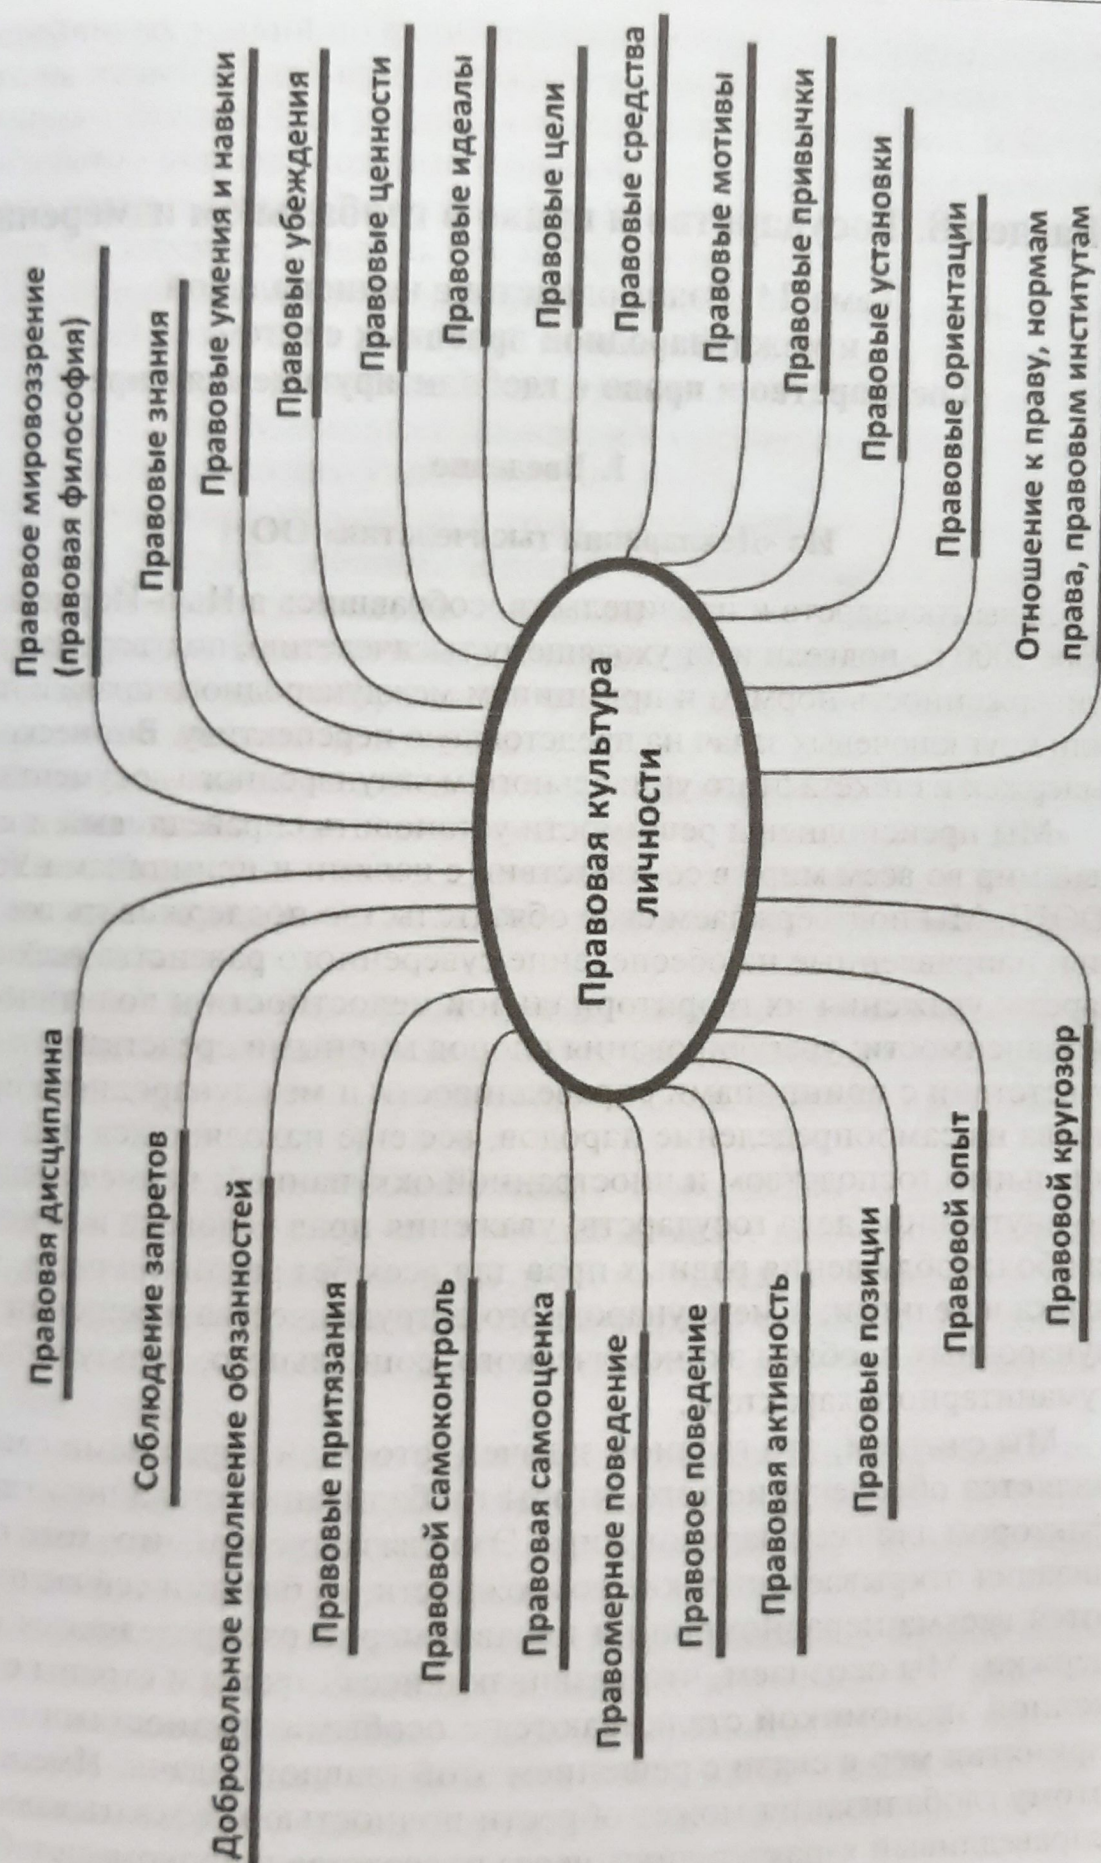 Правовое мировоззрение
(правовая философия)
Правовые знания
Правовые умения и навыки
Правовые убеждения
Правовые ценности
Правовые идеалы
Правовые цели
Правовые средства
Правовые мотивы
Правовые привычки
Правовые установки
Правовые ориентации
Отношение к праву, нормам
права, правовым институтам
Правовая культура
личности
Правовая дисциплина
Соблюдение запретов
Добровольное исполнение обязанностей
Правовые притязания
Правовой самоконтроль
Правовая самооценка
Правомерное поведение
Правовое поведение
Правовая активность
Правовые позиции
Правовой опыт
Правовой кругозор